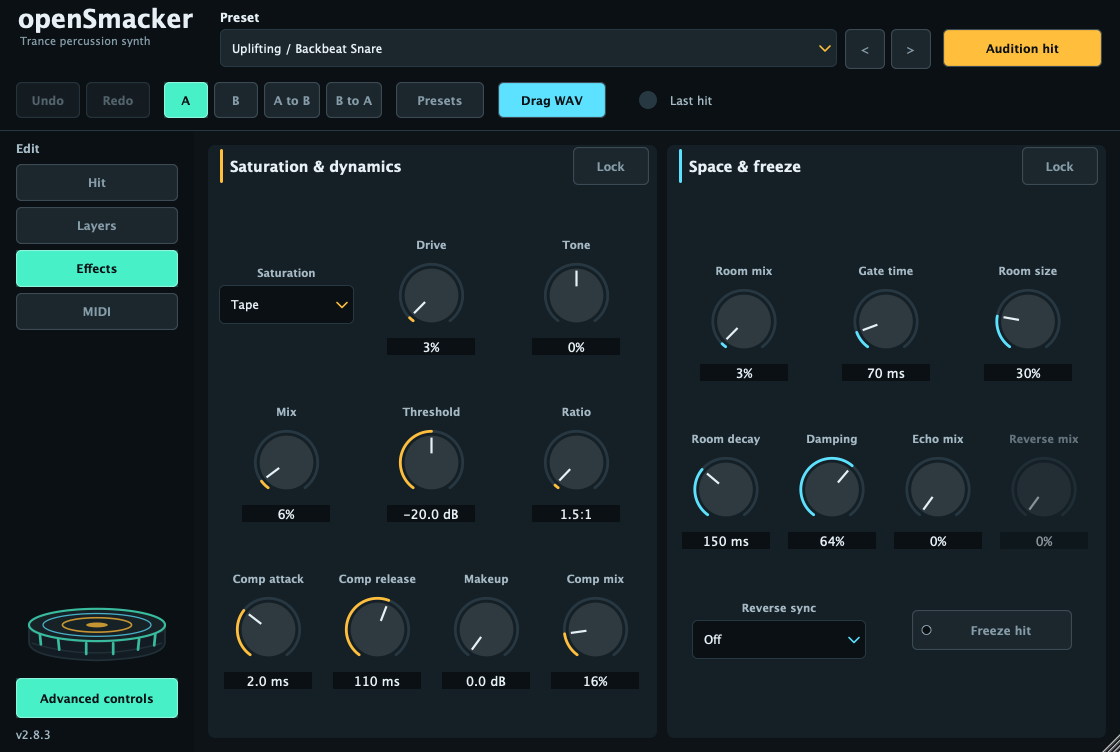 openSmacker
Trance percussion synth
Preset
Uplifting / Backbeat Snare
<
>
Audition hit
Undo
Redo
A
B
A to B
B to A
Presets
Drag WAV
Last hit
Edit
Hit
Layers
Effects
MIDI
Advanced controls
v2.8.3
Saturation & dynamics
Lock
Saturation
Tape
Drive
3%
Tone
0%
Mix
6%
Threshold
−20.0 dB
Ratio
1.5:1
Comp attack
2.0 ms
Comp release
110 ms
Makeup
0.0 dB
Comp mix
16%
Space & freeze
Lock
Room mix
3%
Gate time
70 ms
Room size
30%
Room decay
150 ms
Damping
64%
Echo mix
0%
Reverse mix
0%
Reverse sync
Off
Freeze hit